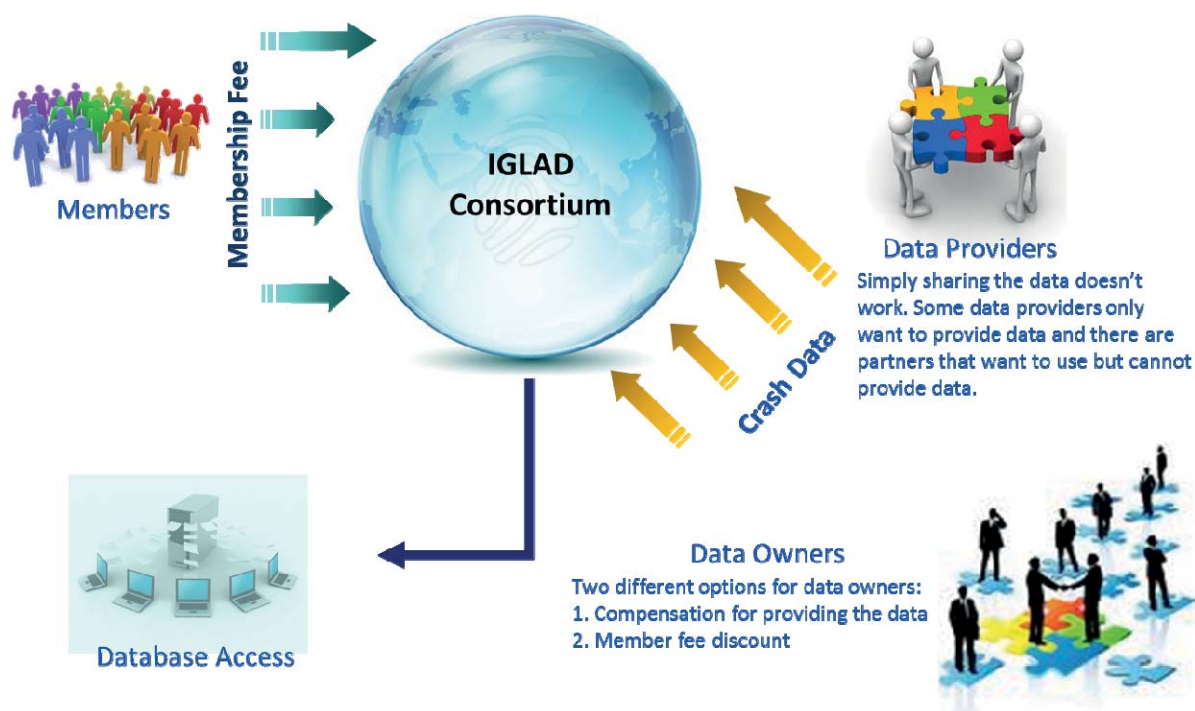 Members
Membership Fee
IGLAD
Consortium
Data Providers
Simply sharing the data doesn't
work. Some data providers only
want to provide data and there are
partners that want to use but cannot
provide data.
Crash Data
Database Access
Data Owners
Two different options for data owners:
1. Compensation for providing the data
2. Member fee discount